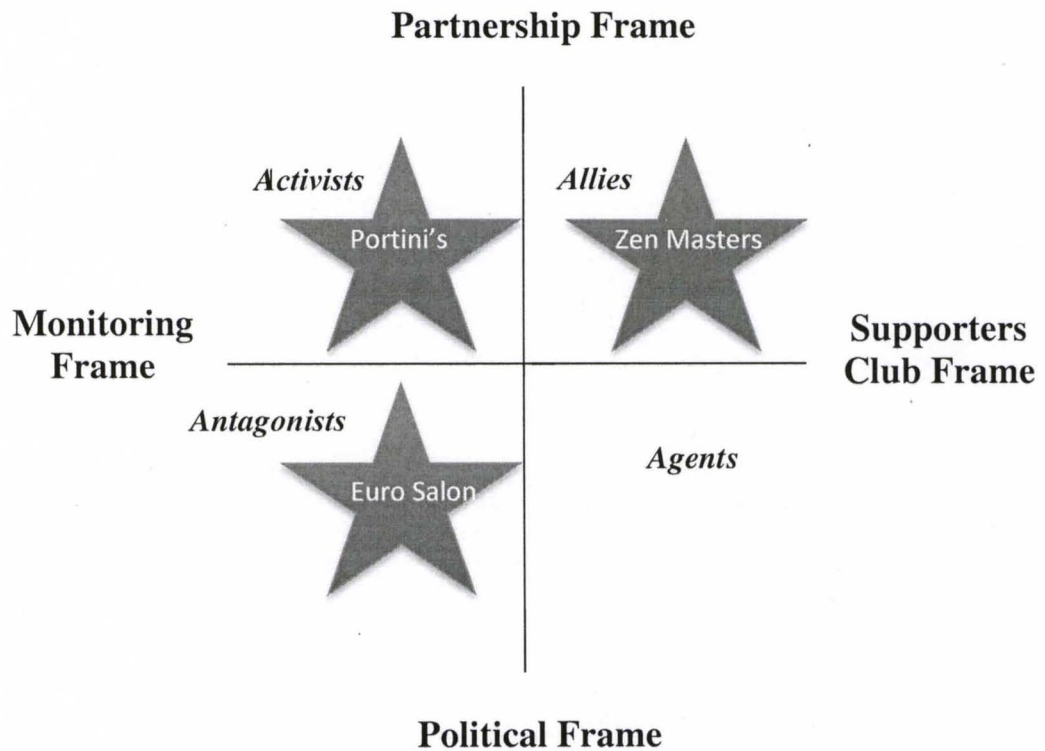 Partnership Frame
Activists
Allies
Portini's
Zen Masters
Monitoring
Frame
Supporters
Club Frame
Antagonists
Agents
Euro Salon
Political Frame